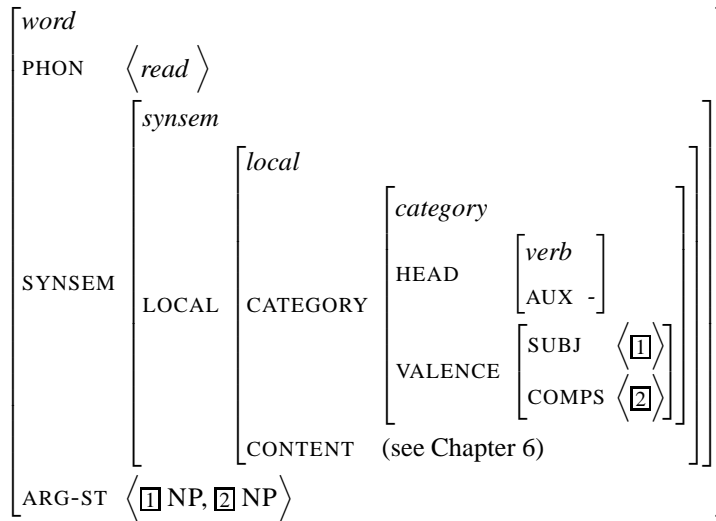 word
PHON ⟨read⟩
synsem
local
category
HEAD verb
AUX -
SYNSEM LOCAL CATEGORY
VALENCE SUBJ ⟨1⟩
COMPS ⟨2⟩
CONTENT (see Chapter 6)
ARG-ST ⟨1 NP, 2 NP⟩